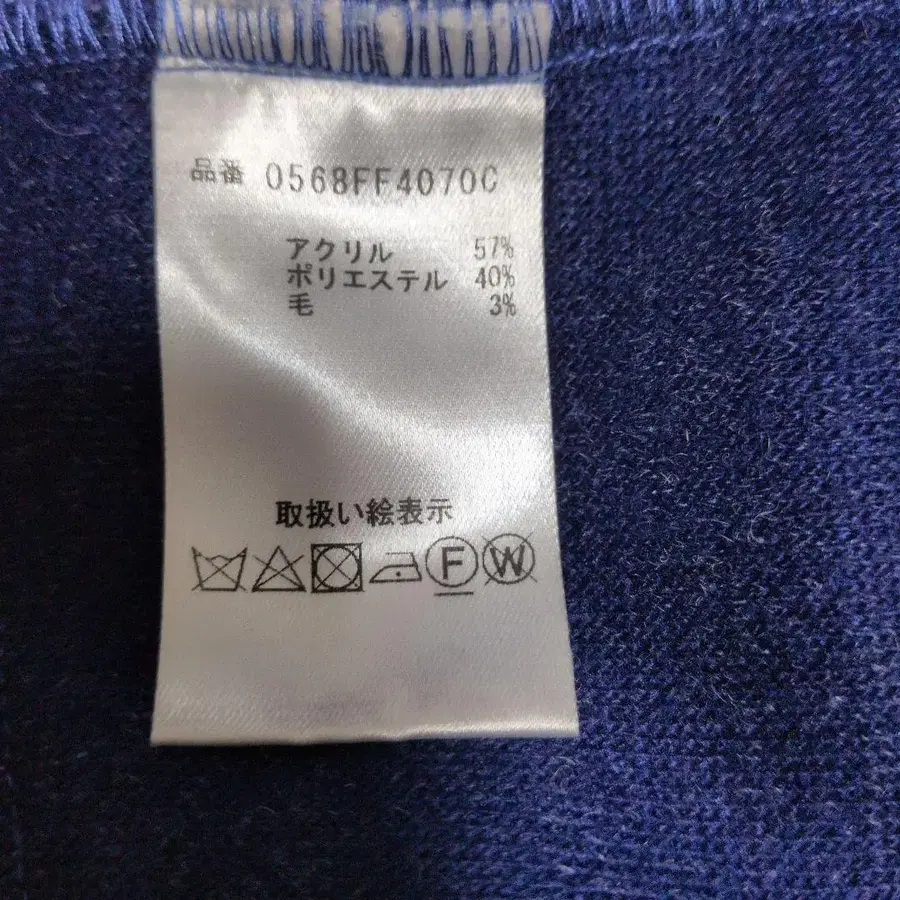 品番 0568FF4070C
アクリル 57%
ポリエステル 40%
毛 3%
取扱い絵表示
F W